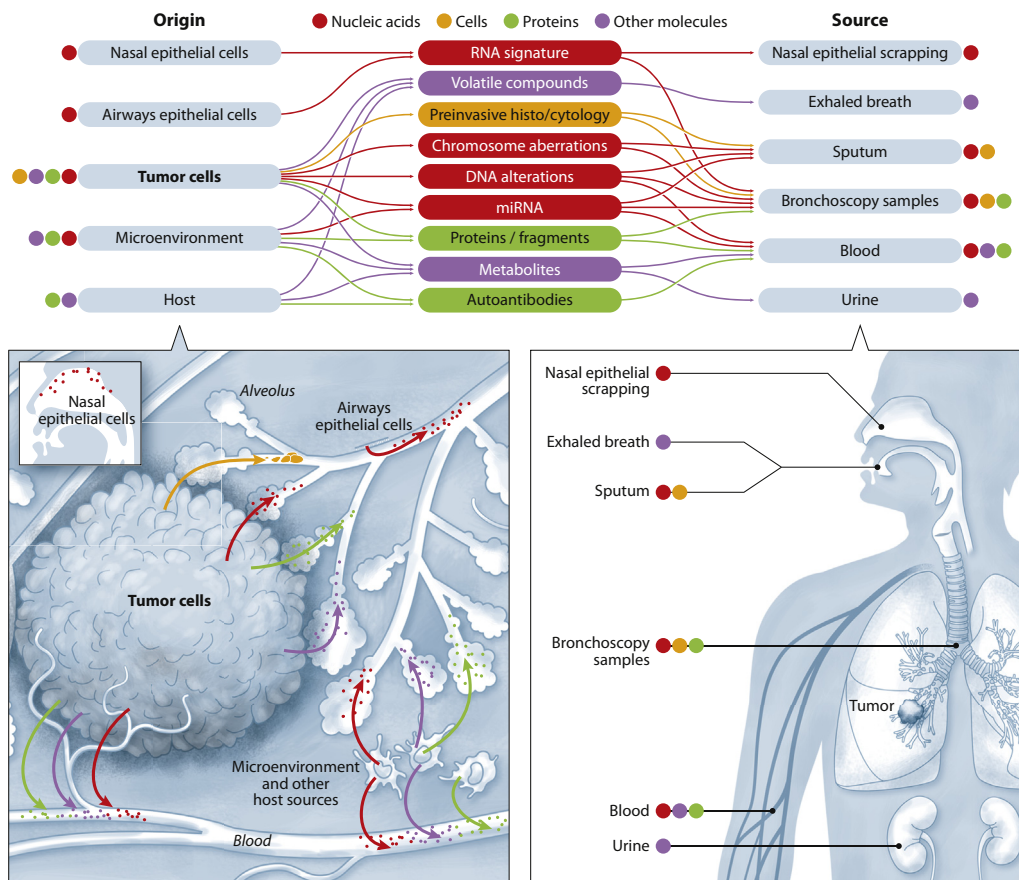 Origin
Nucleic acids
Cells
Proteins
Other molecules
Source
Nasal epithelial cells
RNA signature
Nasal epithelial scrapping
Volatile compounds
Exhaled breath
Airways epithelial cells
Preinvasive histo/cytology
Chromosome aberrations
Sputum
Tumor cells
DNA alterations
miRNA
Bronchoscopy samples
Microenvironment
Proteins / fragments
Blood
Metabolites
Host
Autoantibodies
Urine
Nasal
epithelial cells
Alveolus
Airways
epithelial cells
Tumor cells
Microenvironment
and other
host sources
Blood
Nasal epithelial
scrapping
Exhaled breath
Sputum
Bronchoscopy
samples
Tumor
Blood
Urine